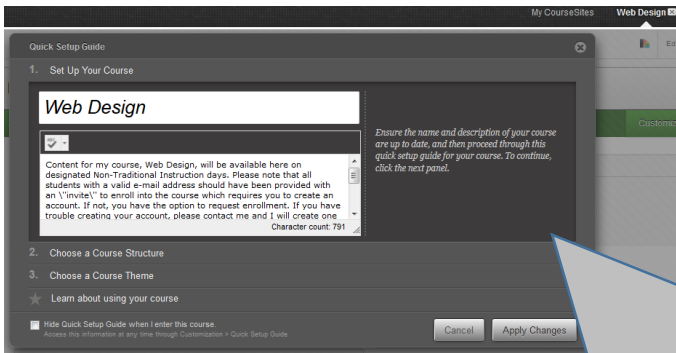 My CourseSites Web Design
Ed
Quick Setup Guide
1. Set Up Your Course
Web Design
Content for my course, Web Design, will be available here on
designated Non-Traditional Instruction days. Please note that all
students with a valid e-mail address should have been provided with
an \"invite\" to enroll into the course which requires you to create an
account. If not, you have the option to request enrollment. If you have
trouble creating your account, please contact me and I will create one
Character count: 791
Ensure the name and description of your course
are up to date, and then proceed through this
quick setup guide for your course. To continue,
click the next panel.
Customiz
2. Choose a Course Structure
3. Choose a Course Theme
Learn about using your course
Hide Quick Setup Guide when I enter this course.
Access this information at any time through Customization > Quick Setup Guide
Cancel Apply Changes